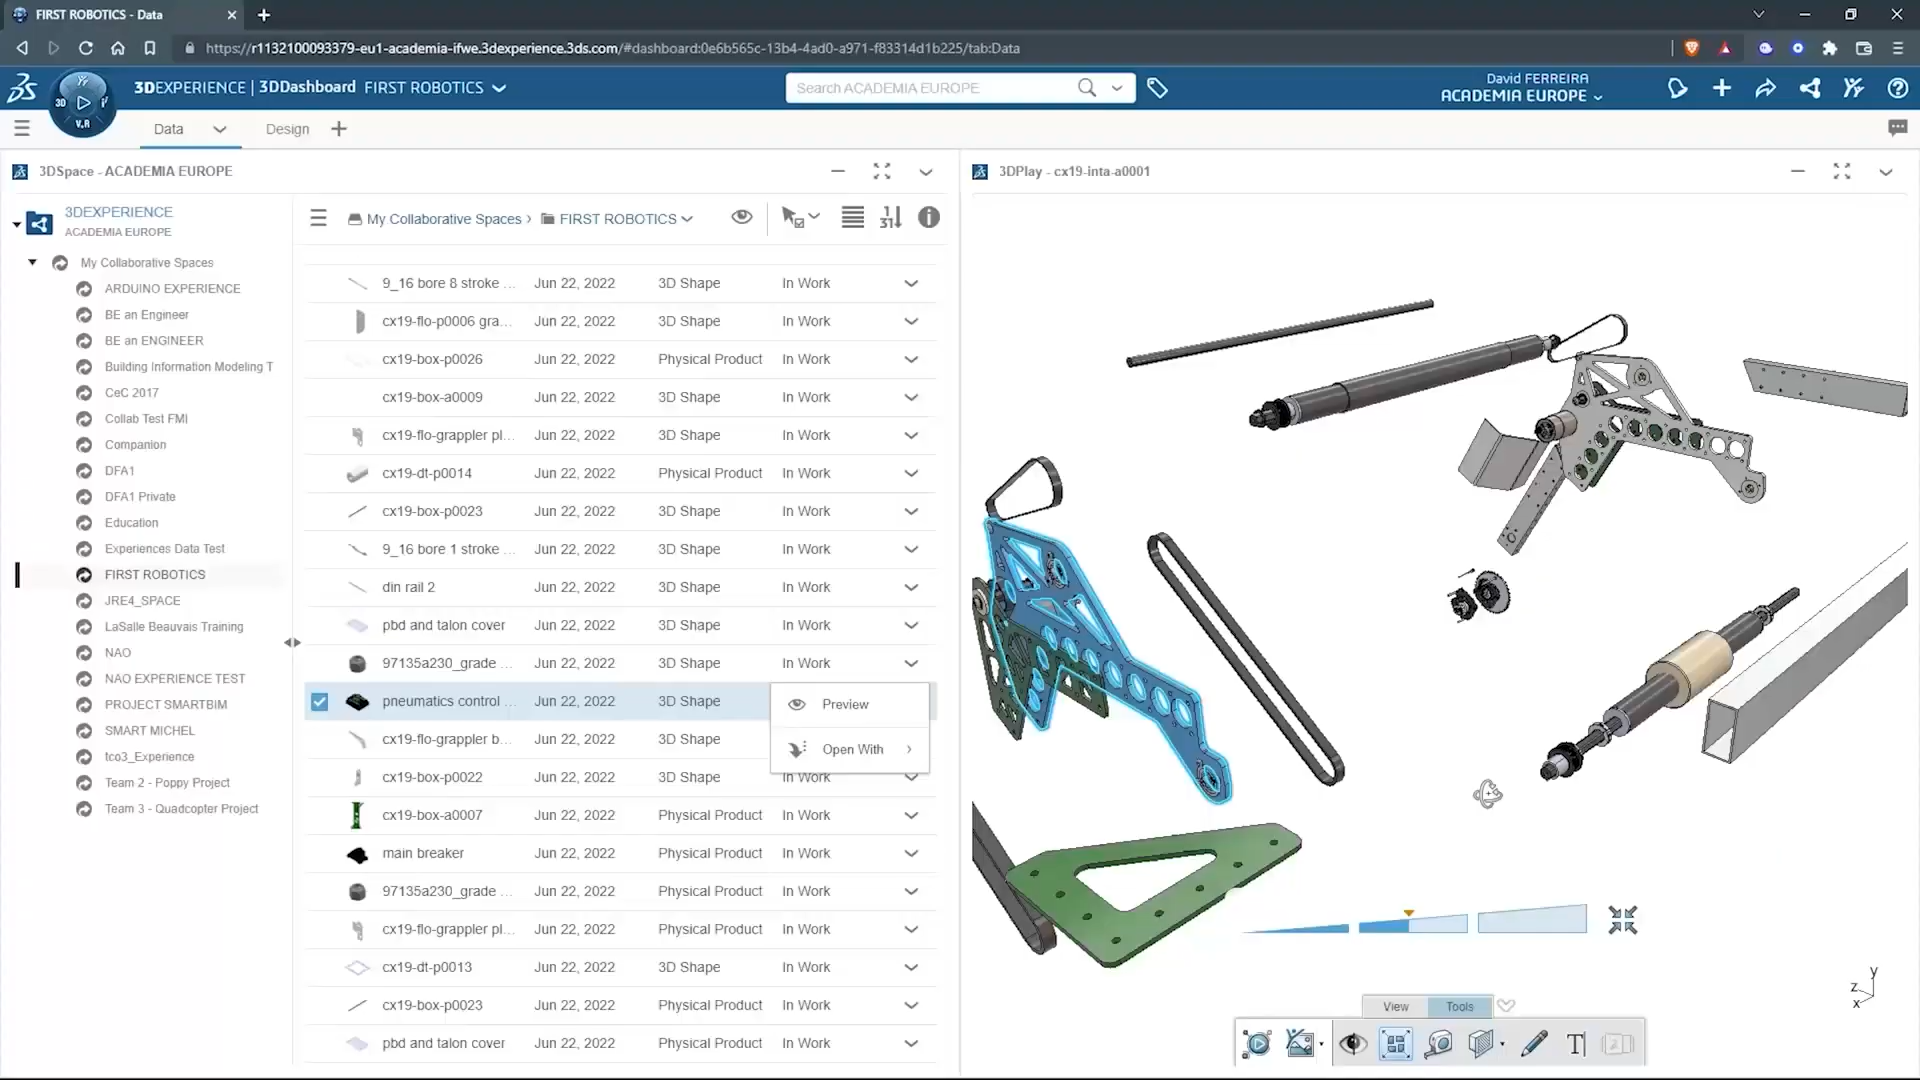 FIRST ROBOTICS - Data
https://r1132100093379-eu1-academia-ifwe.3dexperience.3ds.com/#dashboard:0e6b565c-13b4-4ad0-a971-f83314d1b225/tab:Data
3D
V.R
3DEXPERIENCE | 3DDashboard FIRST ROBOTICS
Search ACADEMIA EUROPE
David FERREIRA
ACADEMIA EUROPE
Data
Design
3DSpace - ACADEMIA EUROPE
3DPlay - cx19-inta-a0001
3DEXPERIENCE
ACADEMIA EUROPE
My Collaborative Spaces
ARDUINO EXPERIENCE
BE an Engineer
BE an ENGINEER
Building Information Modeling T
CeC 2017
Collab Test FMI
Companion
DFA1
DFA1 Private
Education
Experiences Data Test
FIRST ROBOTICS
JRE4_SPACE
LaSalle Beauvais Training
NAO
NAO EXPERIENCE TEST
PROJECT SMARTBIM
SMART MICHEL
tco3_Experience
Team 2 - Poppy Project
Team 3 - Quadcopter Project
My Collaborative Spaces › FIRST ROBOTICS
9_16 bore 8 stroke ... Jun 22, 2022 3D Shape In Work
cx19-flo-p0006 gra... Jun 22, 2022 3D Shape In Work
cx19-box-p0026 Jun 22, 2022 Physical Product In Work
cx19-box-a0009 Jun 22, 2022 3D Shape In Work
cx19-flo-grappler pl... Jun 22, 2022 3D Shape In Work
cx19-dt-p0014 Jun 22, 2022 Physical Product In Work
cx19-box-p0023 Jun 22, 2022 3D Shape In Work
9_16 bore 1 stroke ... Jun 22, 2022 3D Shape In Work
din rail 2 Jun 22, 2022 3D Shape In Work
pbd and talon cover Jun 22, 2022 3D Shape In Work
97135a230_grade ... Jun 22, 2022 3D Shape In Work
pneumatics control ... Jun 22, 2022 3D Shape
Preview
Open With
cx19-flo-grappler b... Jun 22, 2022 3D Shape
cx19-box-p0022 Jun 22, 2022 3D Shape In Work
cx19-box-a0007 Jun 22, 2022 Physical Product In Work
main breaker Jun 22, 2022 Physical Product In Work
97135a230_grade ... Jun 22, 2022 Physical Product In Work
cx19-flo-grappler pl... Jun 22, 2022 Physical Product In Work
cx19-dt-p0013 Jun 22, 2022 3D Shape In Work
cx19-box-p0023 Jun 22, 2022 Physical Product In Work
pbd and talon cover Jun 22, 2022 Physical Product In Work
y
z
x
View
Tools